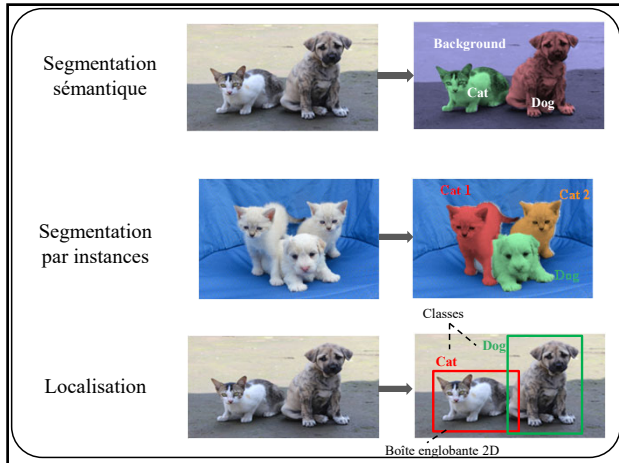 Segmentation
sémantique
Background
Cat
Dog
Segmentation
par instances
Cat 1
Cat 2
Dog
Localisation
Classes
Dog
Cat
Boîte englobante 2D